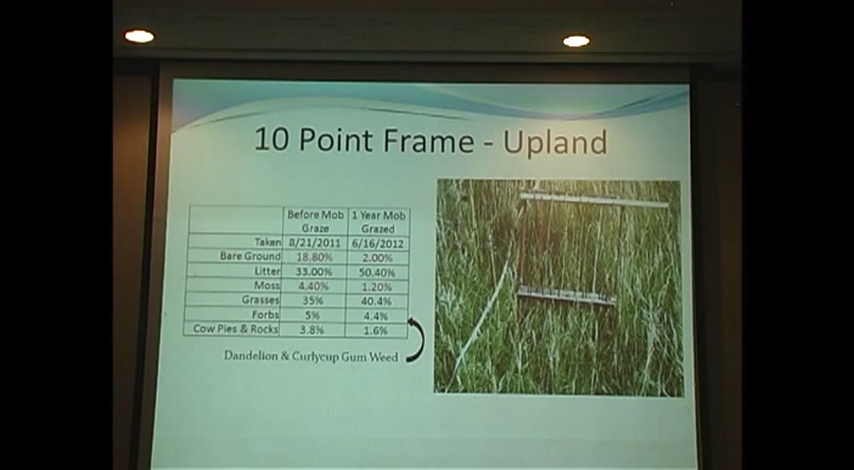 10 Point Frame - Upland
Before Mob Graze 1 Year Mob Grazed
Taken 8/21/2011 6/16/2012
Bare Ground 18.80% 2.00%
Litter 33.00% 50.40%
Moss 4.40% 1.20%
Grasses 35% 40.4%
Forbs 5% 4.4%
Cow Pies & Rocks 3.8% 1.6%
Dandelion & Curlycup Gum Weed